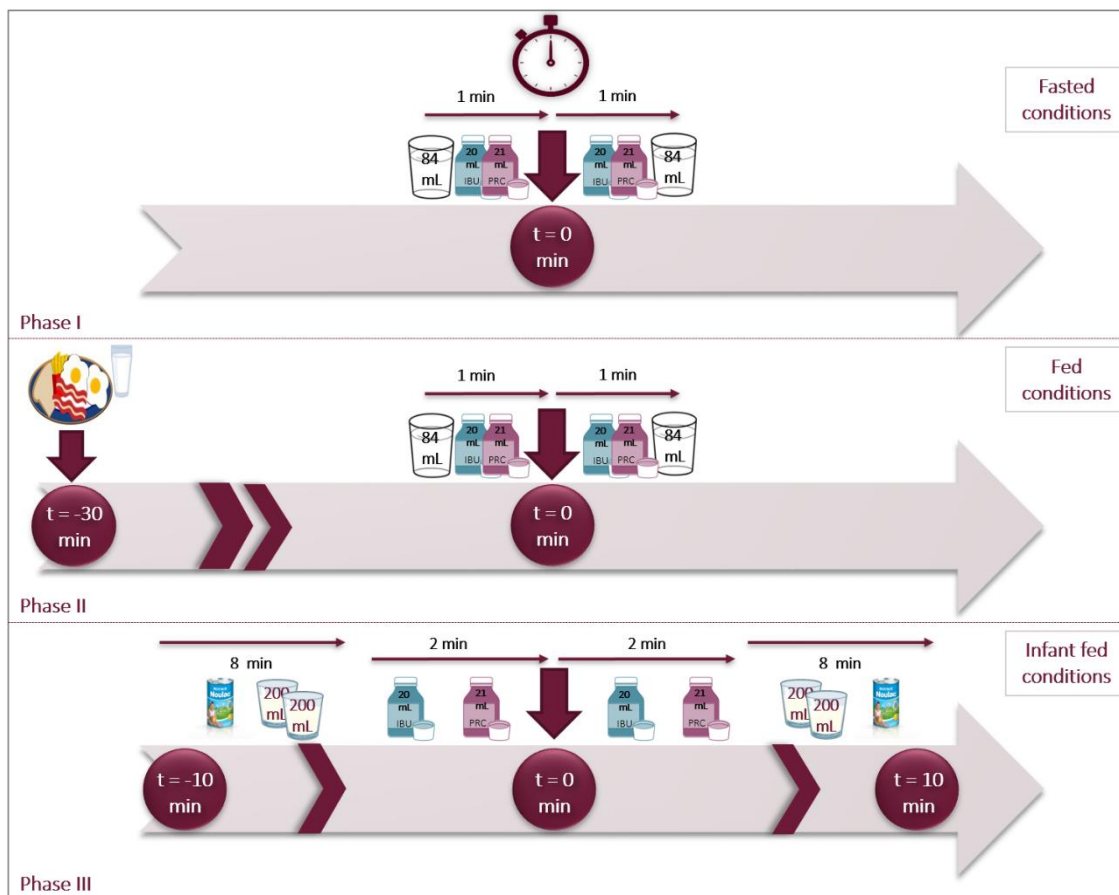 1 min
1 min
Fasted
conditions
84
mL
20
mL
IBU
21
mL
PRC
20
mL
IBU
21
mL
PRC
84
mL
t = 0
min
Phase I
1 min
1 min
Fed
conditions
84
mL
20
mL
IBU
21
mL
PRC
20
mL
IBU
21
mL
PRC
84
mL
t = -30
min
t = 0
min
Phase II
8 min
2 min
2 min
8 min
Infant fed
conditions
Noulac
200
mL
200
mL
20
mL
IBU
21
mL
PRC
20
mL
IBU
21
mL
PRC
200
mL
200
mL
Noulac
t = -10
min
t = 0
min
t = 10
min
Phase III